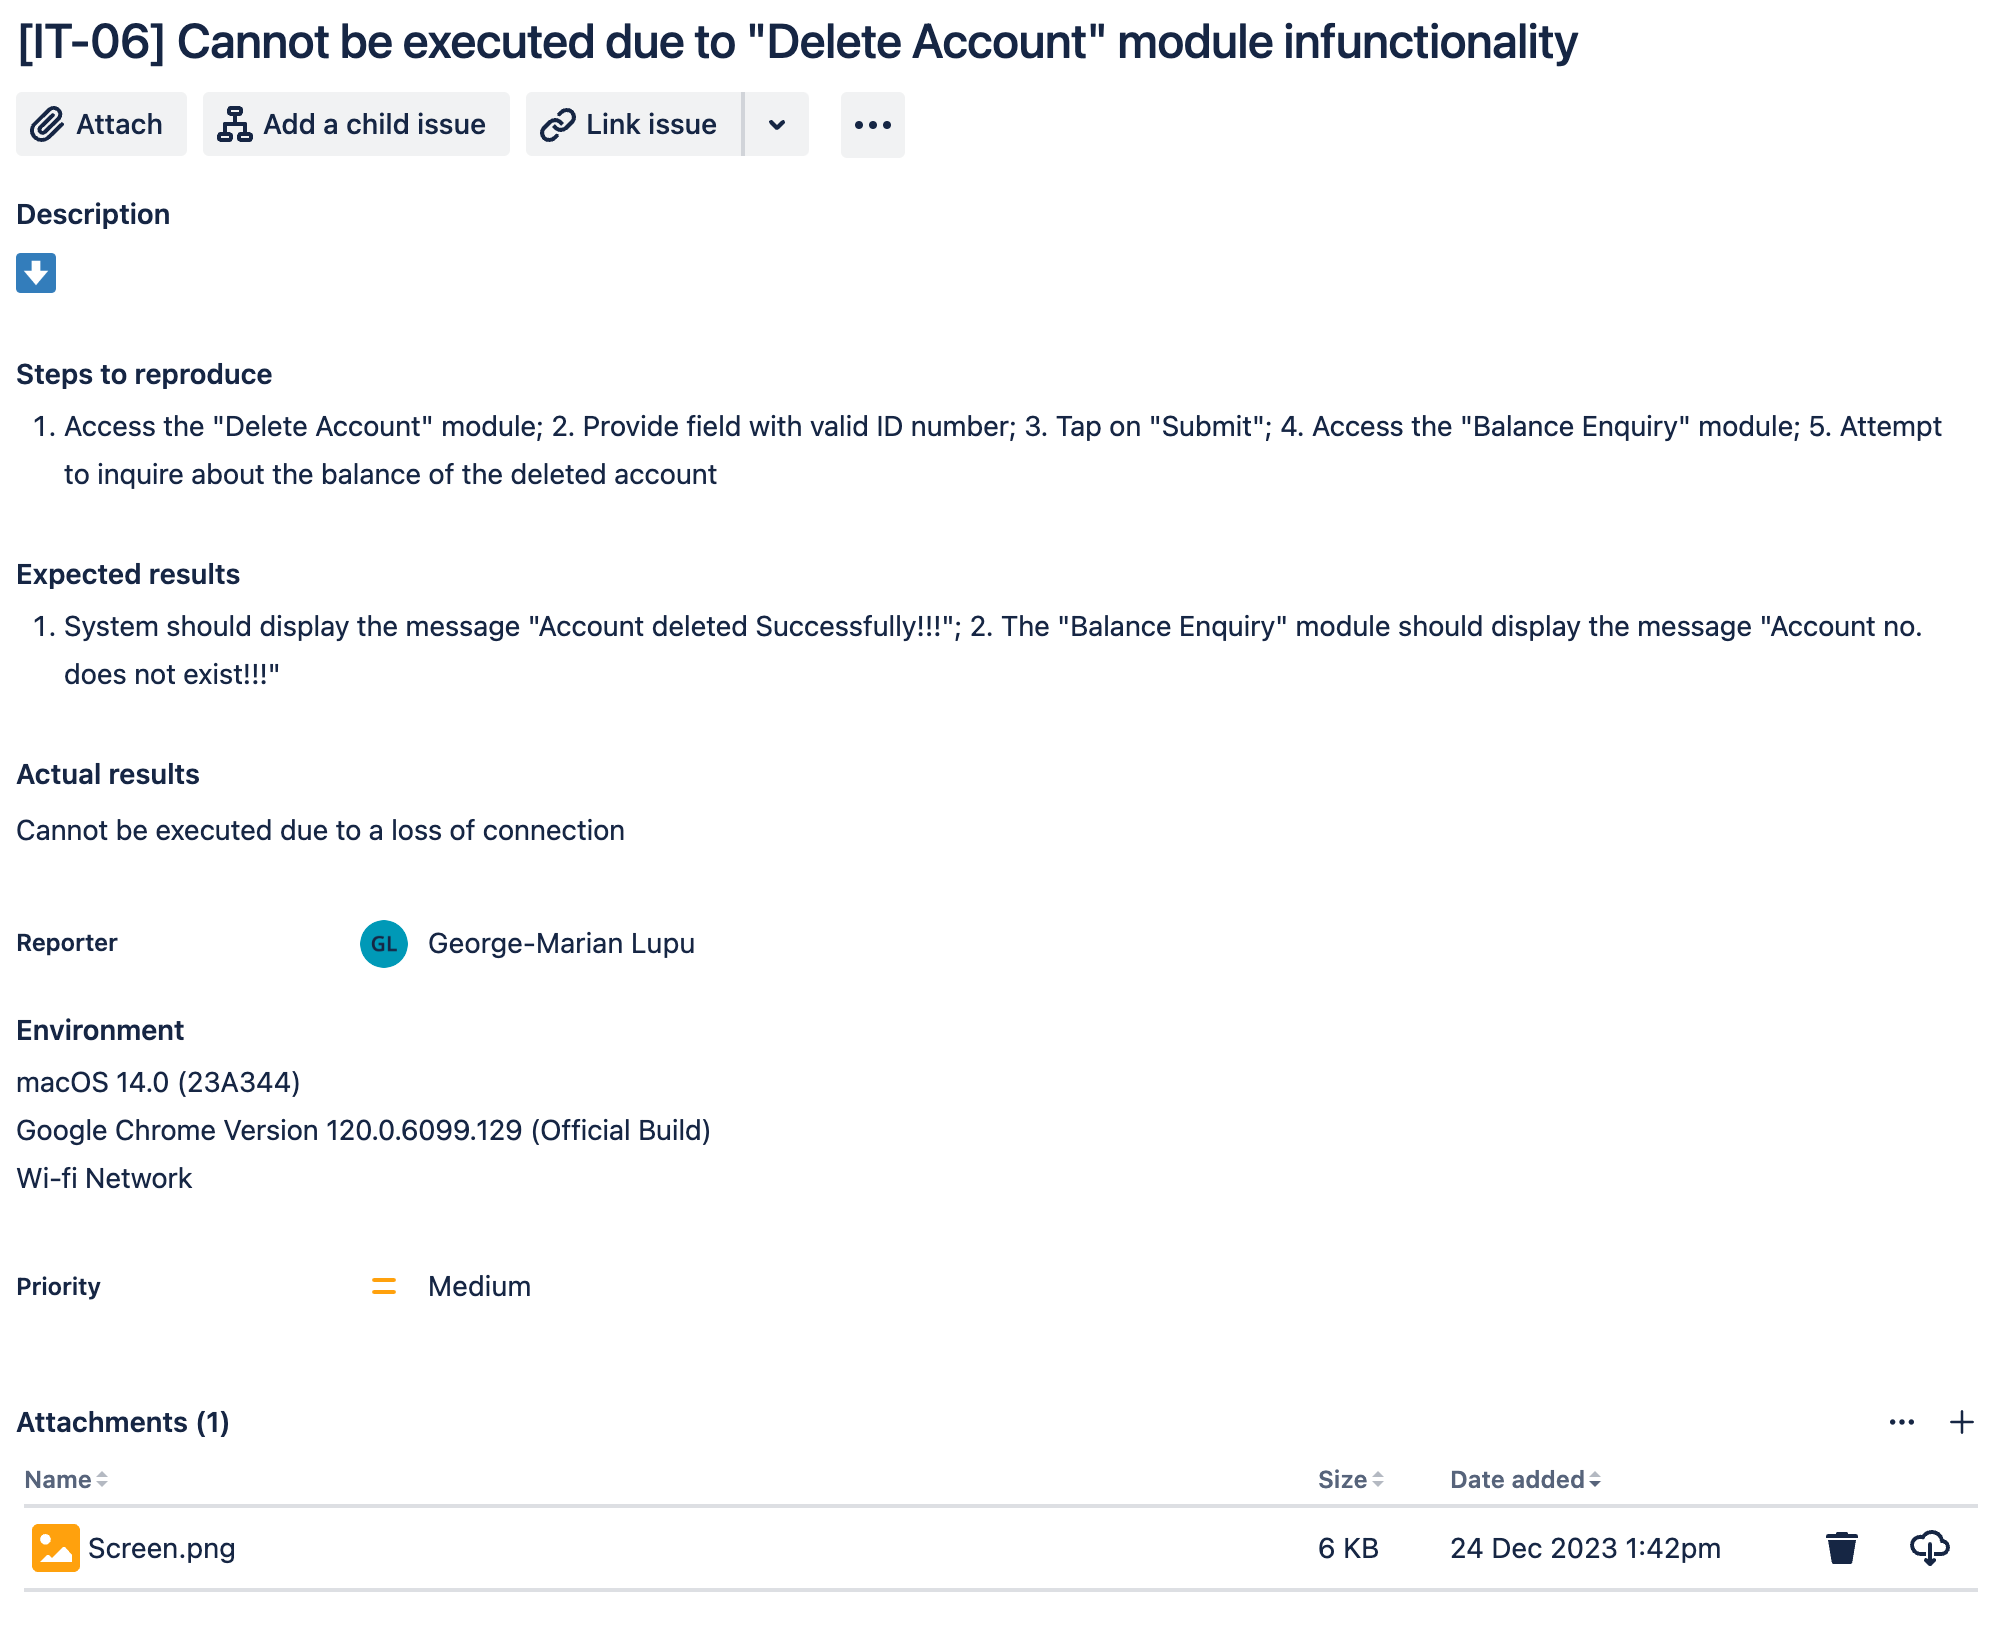 [IT-06] Cannot be executed due to "Delete Account" module infunctionality
Attach
Add a child issue
Link issue
Description
Steps to reproduce
1. Access the "Delete Account" module; 2. Provide field with valid ID number; 3. Tap on "Submit"; 4. Access the "Balance Enquiry" module; 5. Attempt
to inquire about the balance of the deleted account
Expected results
1. System should display the message "Account deleted Successfully!!!"; 2. The "Balance Enquiry" module should display the message "Account no.
does not exist!!!"
Actual results
Cannot be executed due to a loss of connection
Reporter GL George-Marian Lupu
Environment
macOS 14.0 (23A344)
Google Chrome Version 120.0.6099.129 (Official Build)
Wi-fi Network
Priority Medium
Attachments (1)
Name Size Date added
Screen.png 6 KB 24 Dec 2023 1:42pm